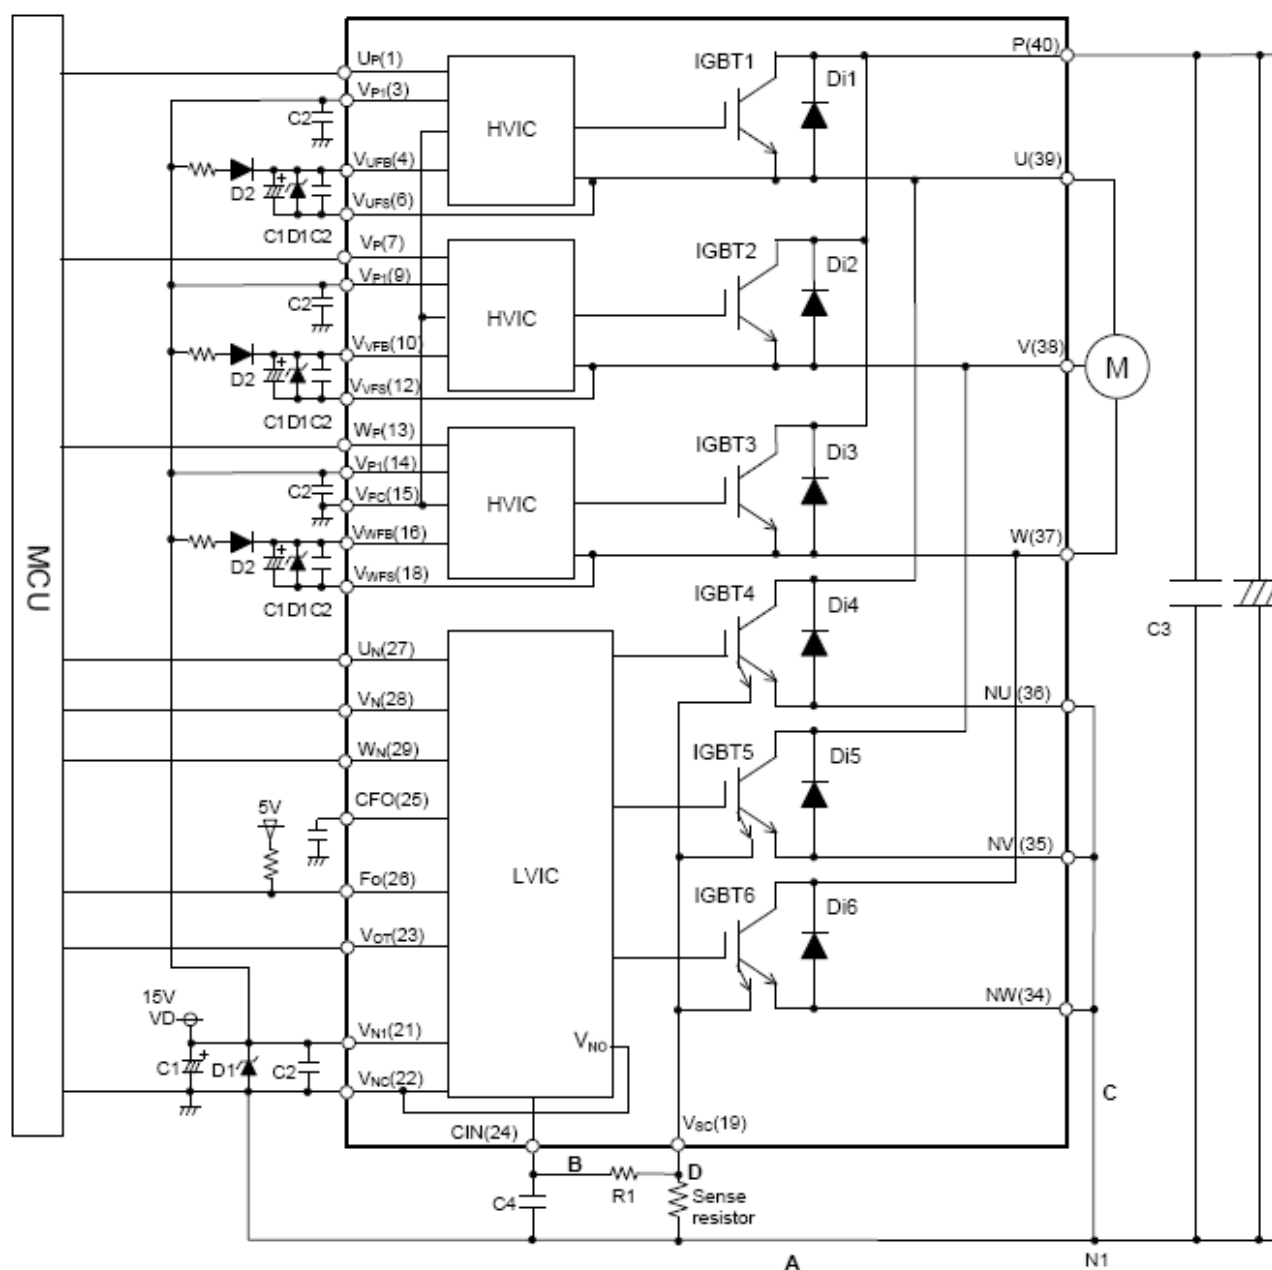 UP(1)
IGBT1
P(40)
VP1(3)
Di1
C2
HVIC
VUFB(4)
U(39)
D2
VUFS(6)
C1 D1 C2
VP(7)
IGBT2
VP1(9)
Di2
C2
HVIC
VVFB(10)
V(38)
M
D2
VVFS(12)
C1 D1 C2
WP(13)
IGBT3
VP1(14)
Di3
C2
VPC(15)
HVIC
VWFB(16)
W(37)
D2
VWFS(18)
MCU
C1 D1 C2
IGBT4
Di4
C3
UN(27)
VN(28)
NU(36)
WN(29)
IGBT5
Di5
CFO(25)
5V
NV(35)
LVIC
Fo(26)
IGBT6
Di6
VOT(23)
15V
VD
NW(34)
VN1(21)
VNO
C1
D1
C2
VNC(22)
C
VSC(19)
CIN(24)
B
D
R1
C4
Sense
resistor
A
N1